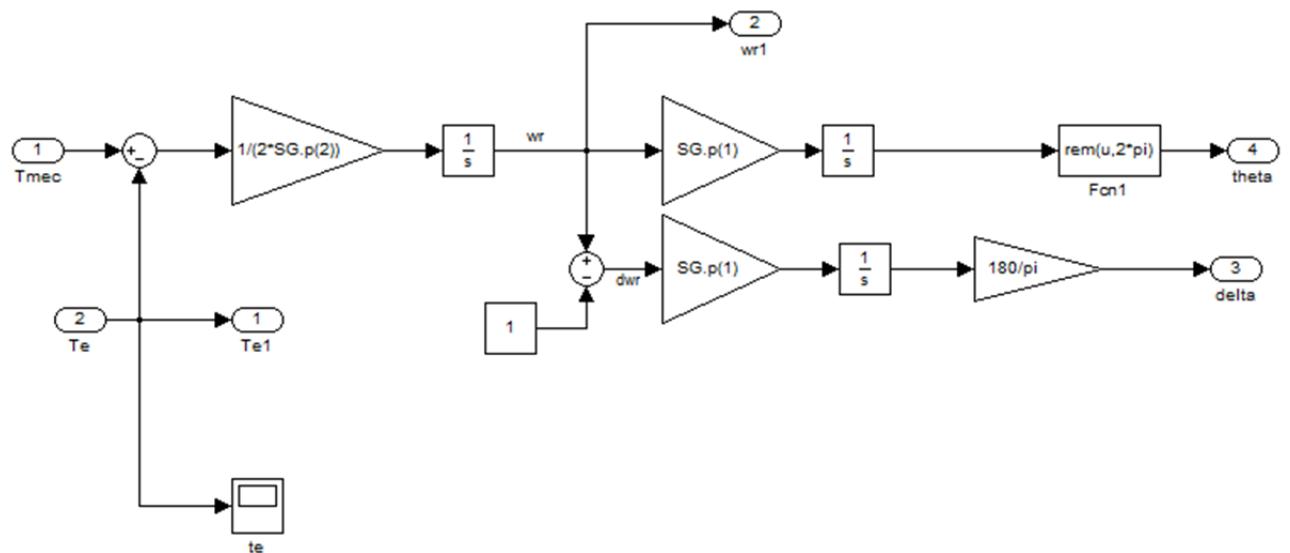 2
wr1
1
Tmec
+
−
1/(2*SG.p(2))
1
s
wr
SG.p(1)
1
s
rem(u,2*pi)
Fcn1
4
theta
+
−
dwr
SG.p(1)
1
s
180/pi
3
delta
1
2
Te
1
Te1
te